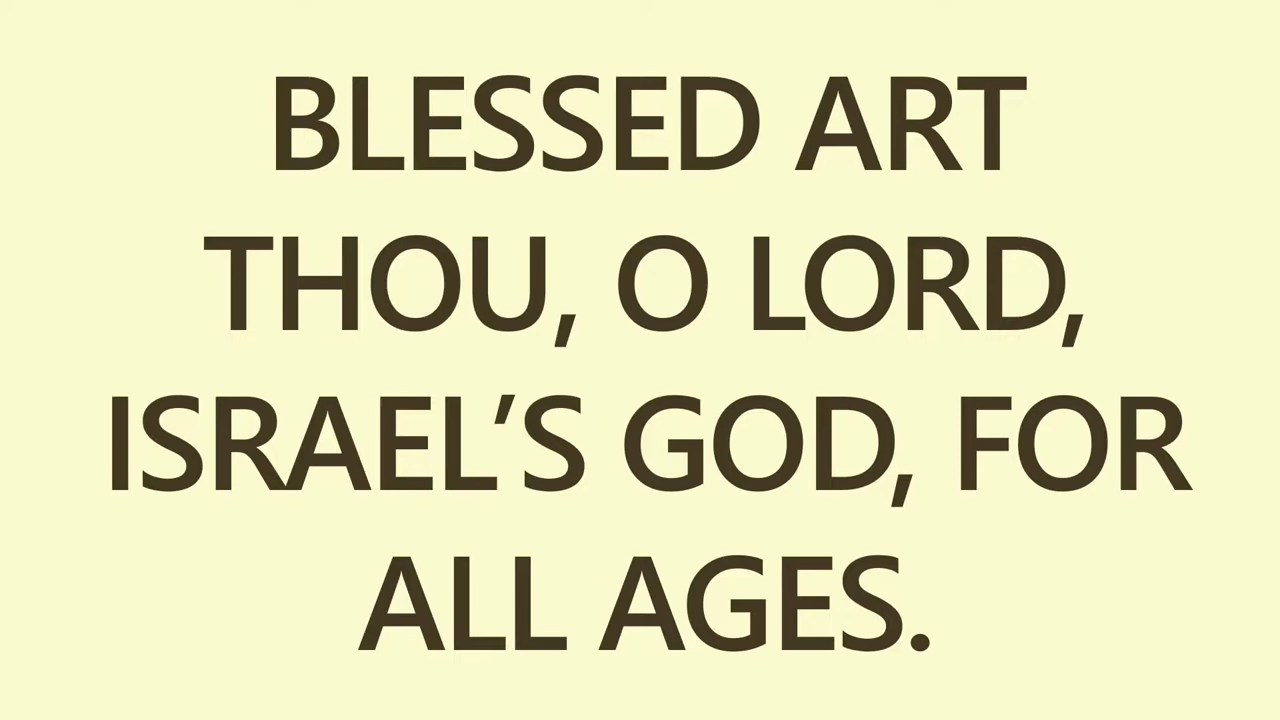 BLESSED ART
THOU, O LORD,
ISRAEL’S GOD, FOR
ALL AGES.